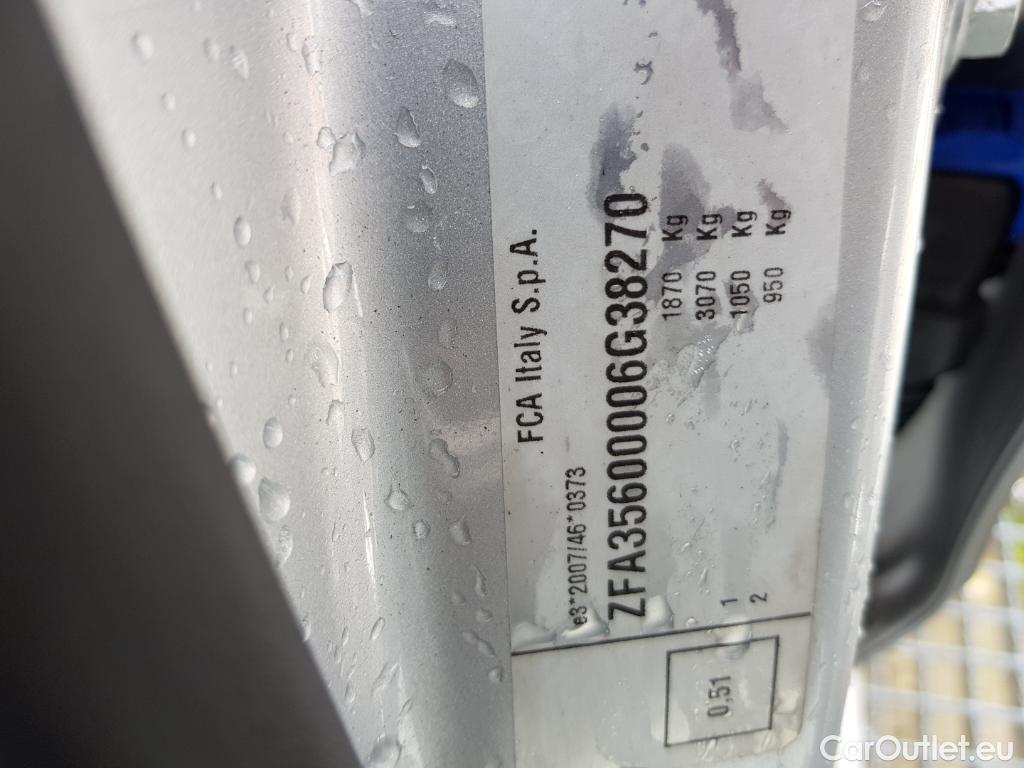 FCA Italy S.p.A.
e3*2007/46*0373
ZFA35600006G38270
1870 Kg
3070 Kg
1 1050 Kg
2 950 Kg
0,51
CarOutlet.eu